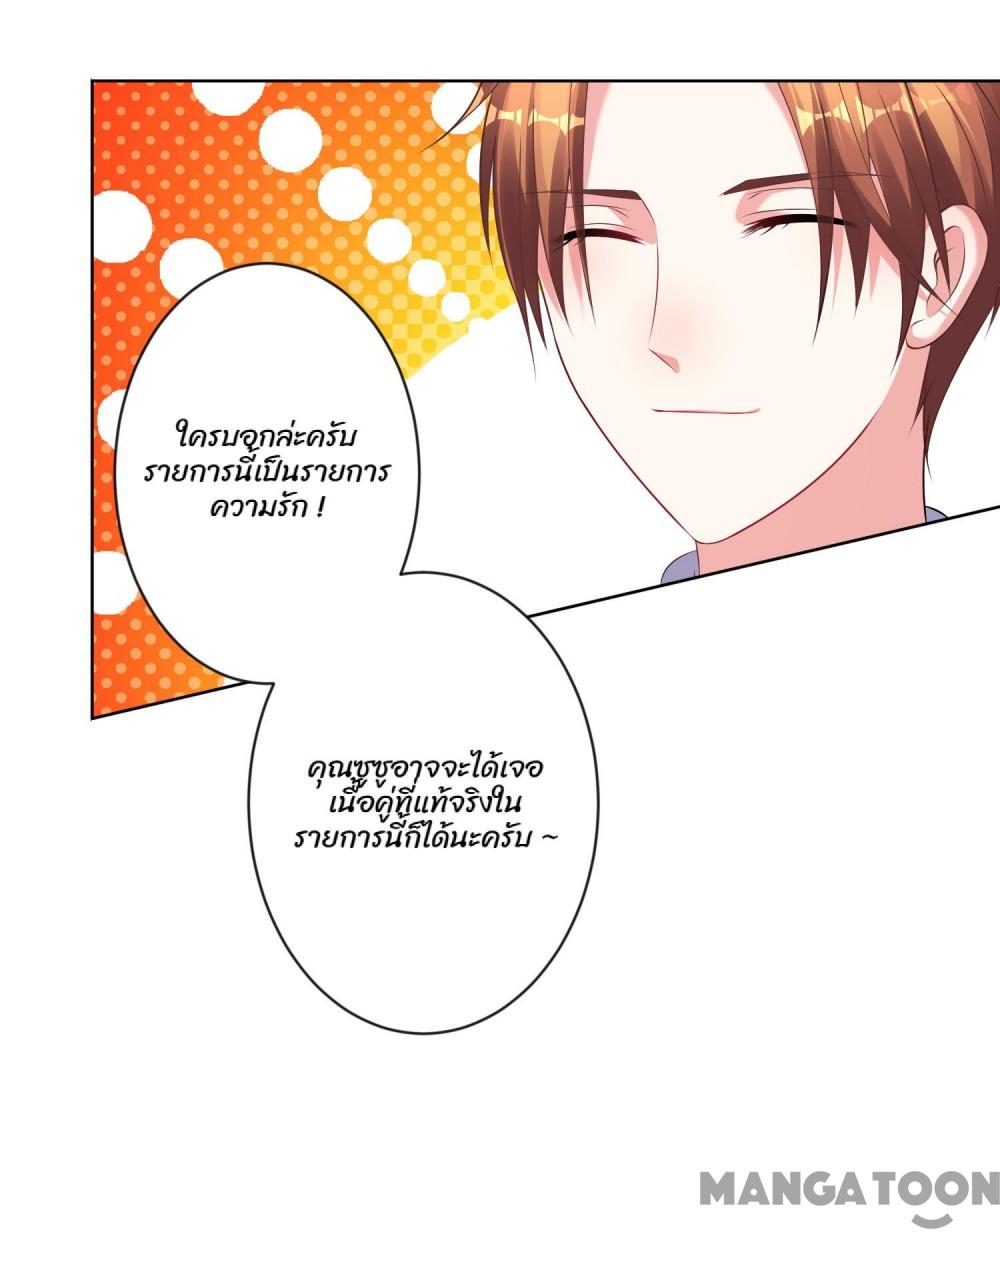 ใครบอกล่ะครับ
รายการนี้เป็นรายการ
ความรัก !
คุณซูซูอาจจะได้เจอ
เนื้อคู่ที่แท้จริงใน
รายการนี้ก็ได้นะครับ ~
MANGATOON